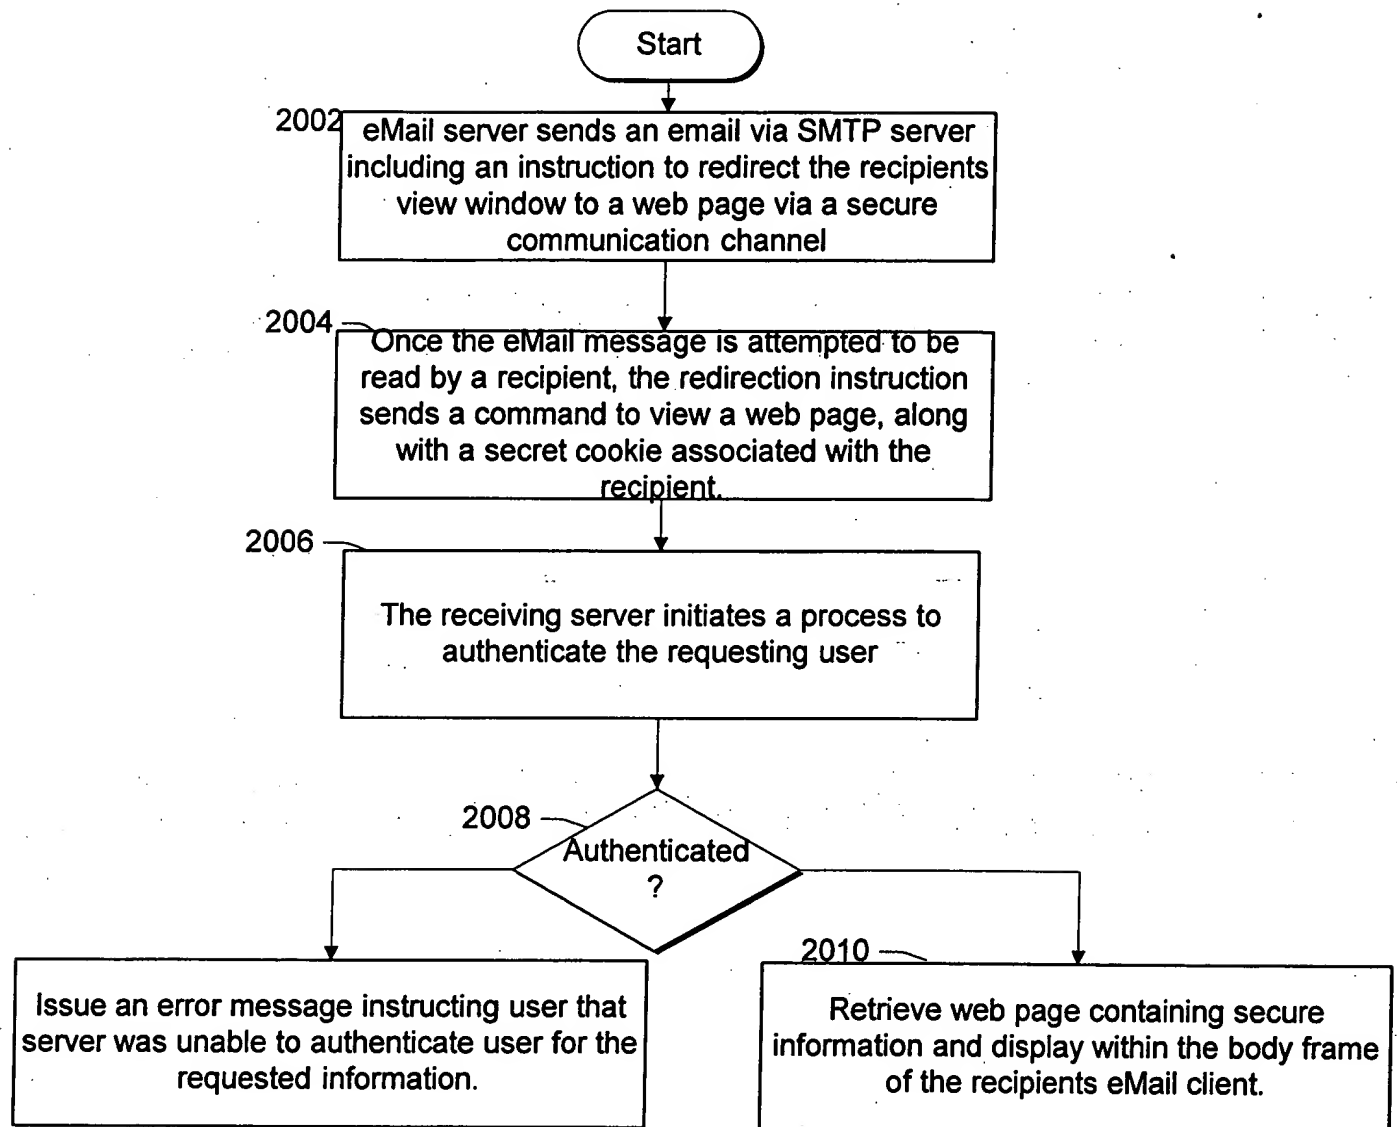 Start
2002
eMail server sends an email via SMTP server
including an instruction to redirect the recipients
view window to a web page via a secure
communication channel
2004
Once the eMail message is attempted to be
read by a recipient, the redirection instruction
sends a command to view a web page, along
with a secret cookie associated with the
recipient.
2006
The receiving server initiates a process to
authenticate the requesting user
2008
Authenticated
?
Issue an error message instructing user that
server was unable to authenticate user for the
requested information.
2010
Retrieve web page containing secure
information and display within the body frame
of the recipients eMail client.